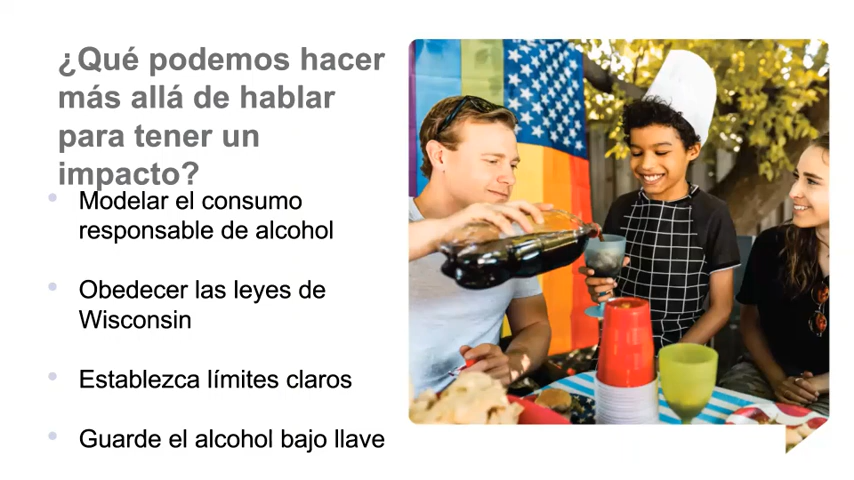 ¿Qué podemos hacer
más allá de hablar
para tener un
impacto?
Modelar el consumo
responsable de alcohol
Obedecer las leyes de
Wisconsin
Establezca límites claros
Guarde el alcohol bajo llave